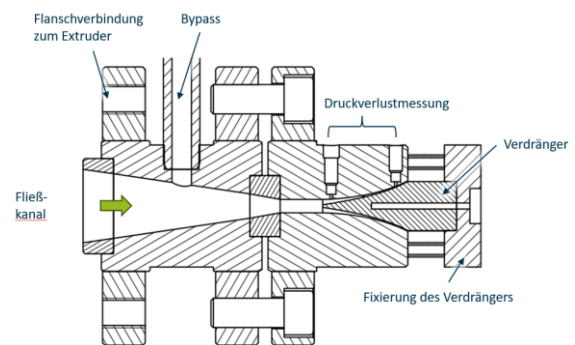 Flanschverbindung
zum Extruder
Bypass
Druckverlustmessung
Verdränger
Fließ-
kanal
Fixierung des Verdrängers